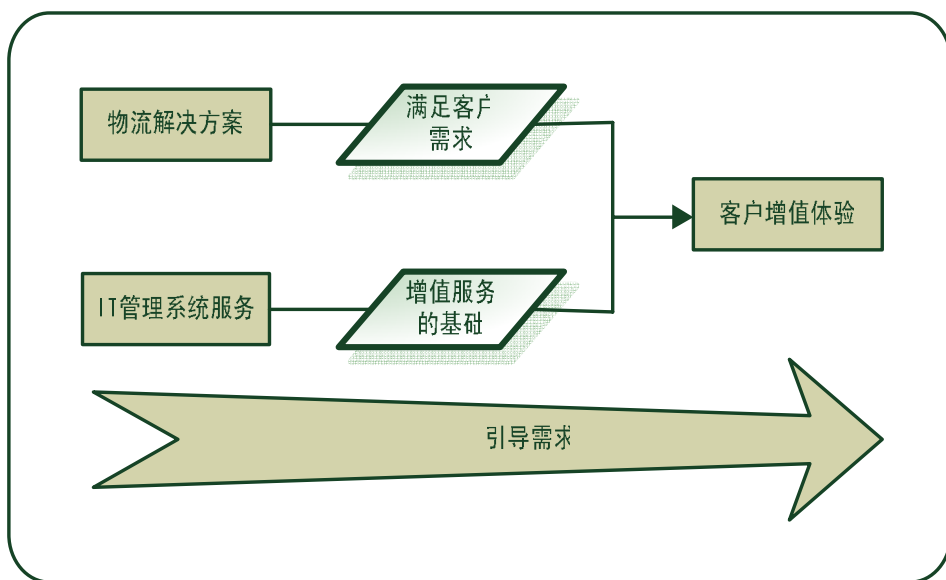 物流解决方案
满足客户
需求
客户增值体验
IT管理系统服务
增值服务
的基础
引导需求